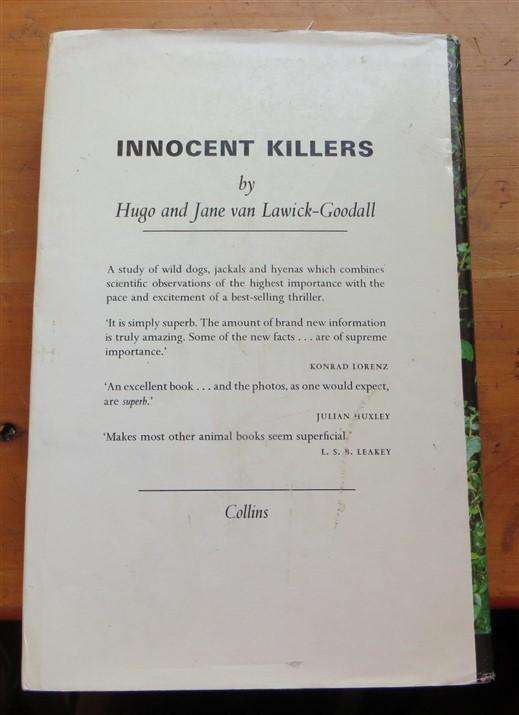 INNOCENT KILLERS
by
Hugo and Jane van Lawick-Goodall
A study of wild dogs, jackals and hyenas which combines
scientific observations of the highest importance with the
pace and excitement of a best-selling thriller.
'It is simply superb. The amount of brand new information
is truly amazing. Some of the new facts . . . are of supreme
importance.'
KONRAD LORENZ
'An excellent book . . . and the photos, as one would expect,
are superb.'
JULIAN HUXLEY
'Makes most other animal books seem superficial.'
L. S. B. LEAKEY
Collins